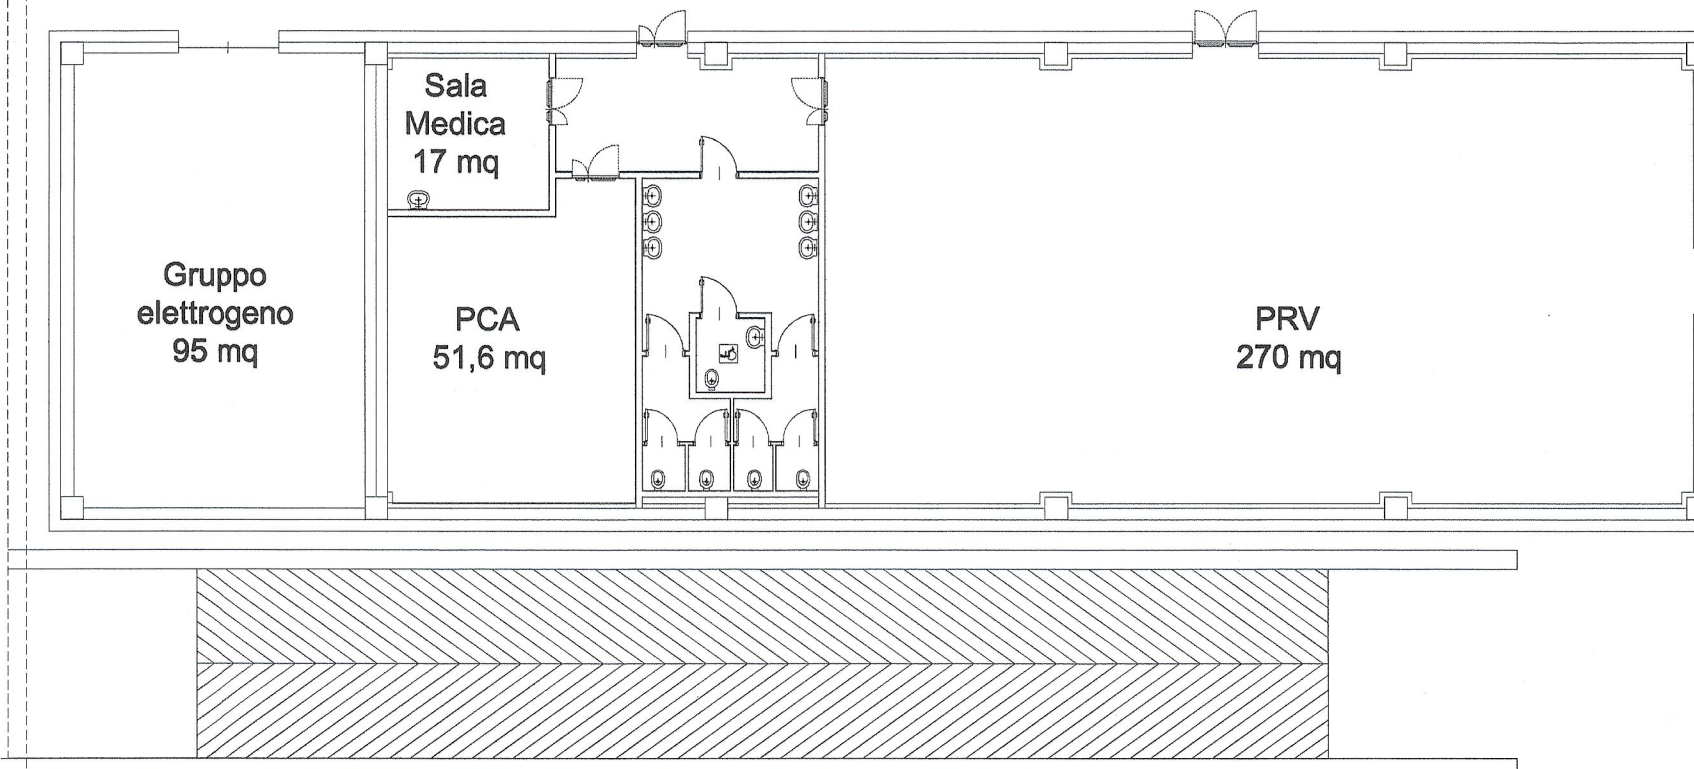 Sala
Medica
17 mq
Gruppo
elettrogeno
95 mq
PCA
51,6 mq
PRV
270 mq